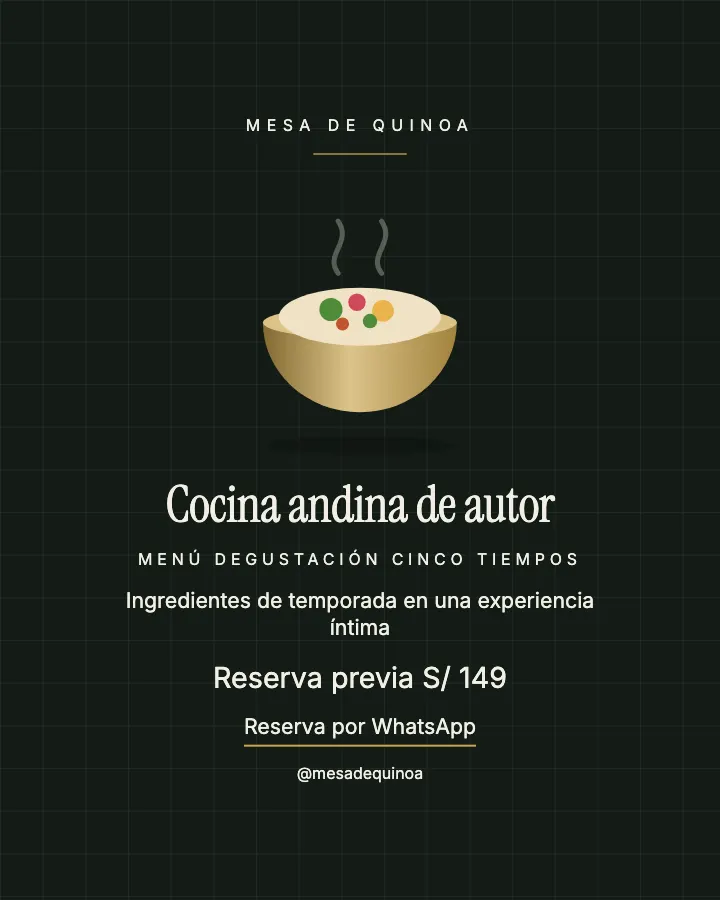 MESA DE QUINOA
Cocina andina de autor
MENÚ DEGUSTACIÓN CINCO TIEMPOS
Ingredientes de temporada en una experiencia
íntima
Reserva previa S/ 149
Reserva por WhatsApp
@mesadequinoa